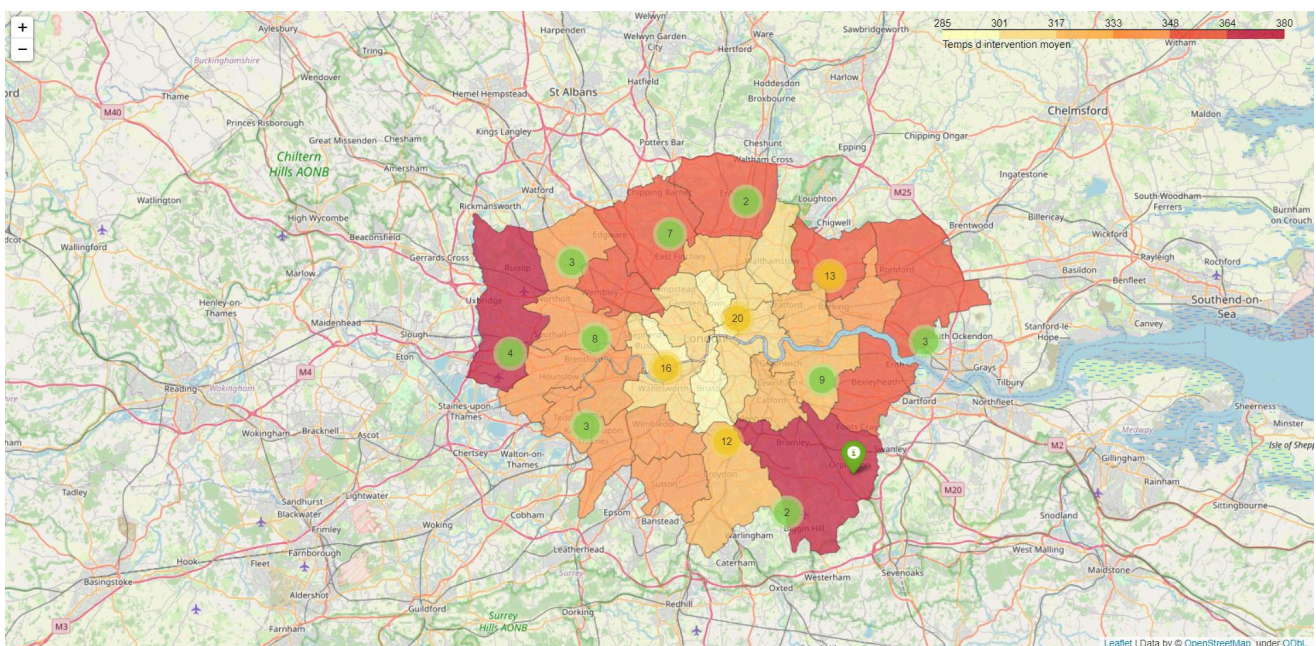 +
−
285 301 317 333 348 364 380
Temps d intervention moyen
Welwyn
Aylesbury
Harpenden
Welwyn Garden
City
Ware
Hertford
Sawbridgeworth
Tring
Buckinghamshire
Wendover
Hatfield
Hoddesdon
Harlow
Witham
Thame
Hemel Hempstead
St Albans
Broxbourne
Chelmsford
Maldon
M40
Princes Risborough
Kings Langley
Chipping Ongar
Great Missenden
Chesham
Potters Bar
Cheshunt
Epping
Chiltern
Hills AONB
Amersham
Waltham Cross
Ingatestone
Watlington
Watford
Loughton
M25
South Woodham
Ferrers
High Wycombe
Rickmansworth
Chipping Barnet
2
Chigwell
Brentwood
Billericay
Burnham
on Crouch
Wallingford
Beaconsfield
Edgware
7
Wickford
Marlow
Gerrards Cross
3
East Finchley
Walthamstow
Romford
Rayleigh
Rochford
Ruislip
13
Basildon
Benfleet
Henley-on-
Thames
Uxbridge
Northolt
Wembley
Southend-on-
Sea
Maidenhead
Slough
Southall
8
20
South Ockendon
Stanford-le
Hope
Canvey
Eton
4
Brentford
London
3
M4
16
Grays
Reading
Wokingham
Hounslow
Wandsworth
Brixton
Lewisham
9
Bexleyheath
Erith
Tilbury
Staines-upon
Thames
Catford
Dartford
Northfleet
Sheerness
Bracknell
Ascot
3
Wimbledon
Medway
Minster
Wokingham
12
Bromley
Swanley
M2
Isle of Shepp
Chertsey
Walton-on-
Thames
Croydon
i
Gillingham
Tadley
Sutton
M20
Rainham
Sandhurst
Lightwater
Cobham
Epsom
Banstead
2
Biggin Hill
Snodland
Sittingbourne
Blackwater
Frimley
Woking
Warlingham
Farnborough
Leatherhead
Caterham
Sevenoaks
West Malling
Hook
Fleet
Surrey
Westerham
Maidstone
Basingstoke
Oxted
Aldershot
Guildford
Dorking
Redhill
M3
Farnham
Surrey
Hills AONB
Leaflet | Data by © OpenStreetMap, under ODbL